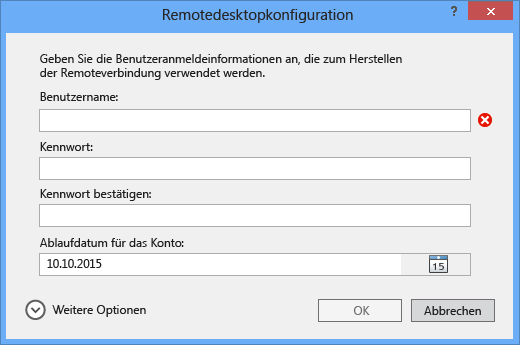 Remotedesktopkonfiguration
?
Geben Sie die Benutzeranmeldeinformationen an, die zum Herstellen
der Remoteverbindung verwendet werden.
Benutzername:
Kennwort:
Kennwort bestätigen:
Ablaufdatum für das Konto:
10.10.2015
15
Weitere Optionen
OK
Abbrechen